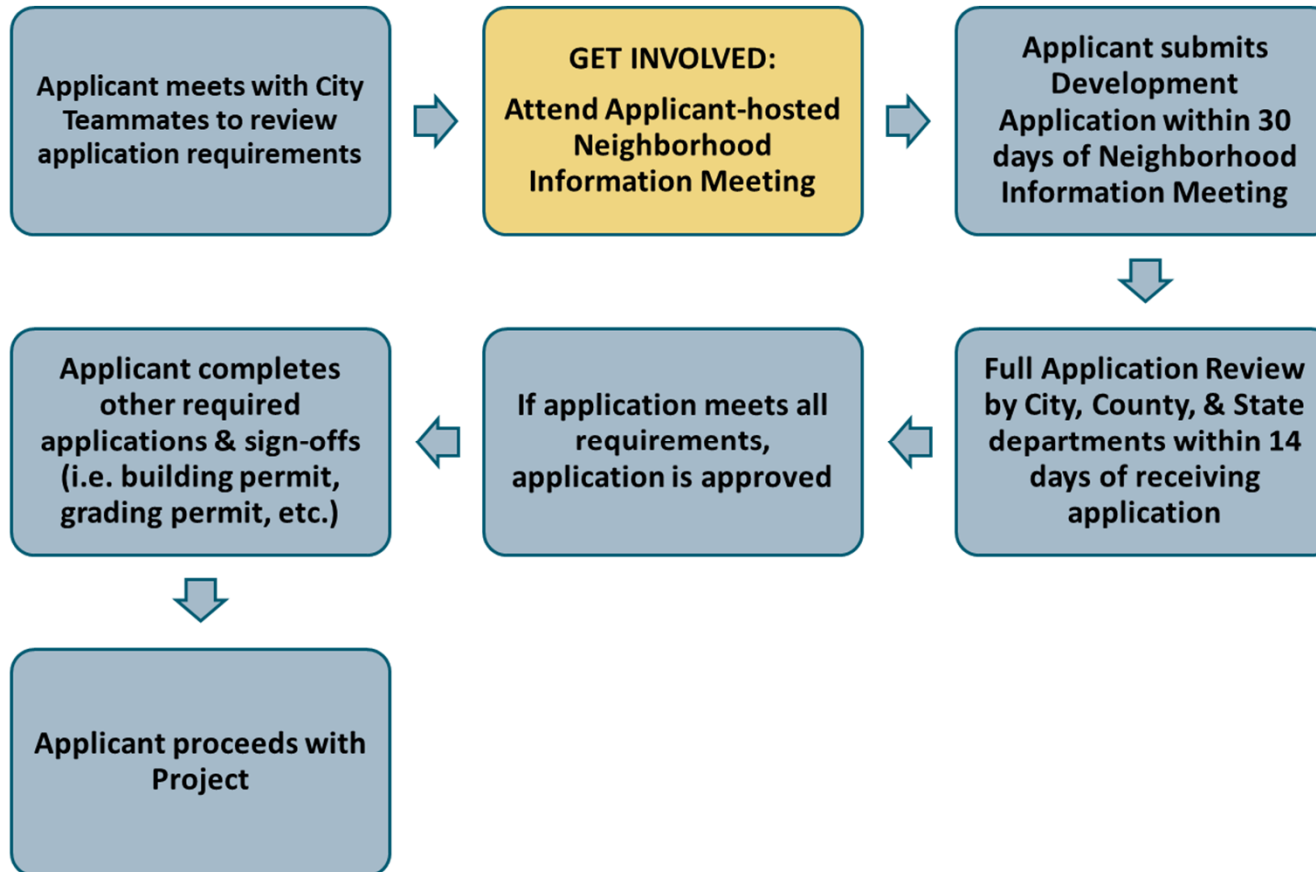 Applicant meets with City
Teammates to review
application requirements
GET INVOLVED:
Attend Applicant-hosted
Neighborhood
Information Meeting
Applicant submits
Development
Application within 30
days of Neighborhood
Information Meeting
Full Application Review
by City, County, & State
departments within 14
days of receiving
application
If application meets all
requirements,
application is approved
Applicant completes
other required
applications & sign-offs
(i.e. building permit,
grading permit, etc.)
Applicant proceeds with
Project